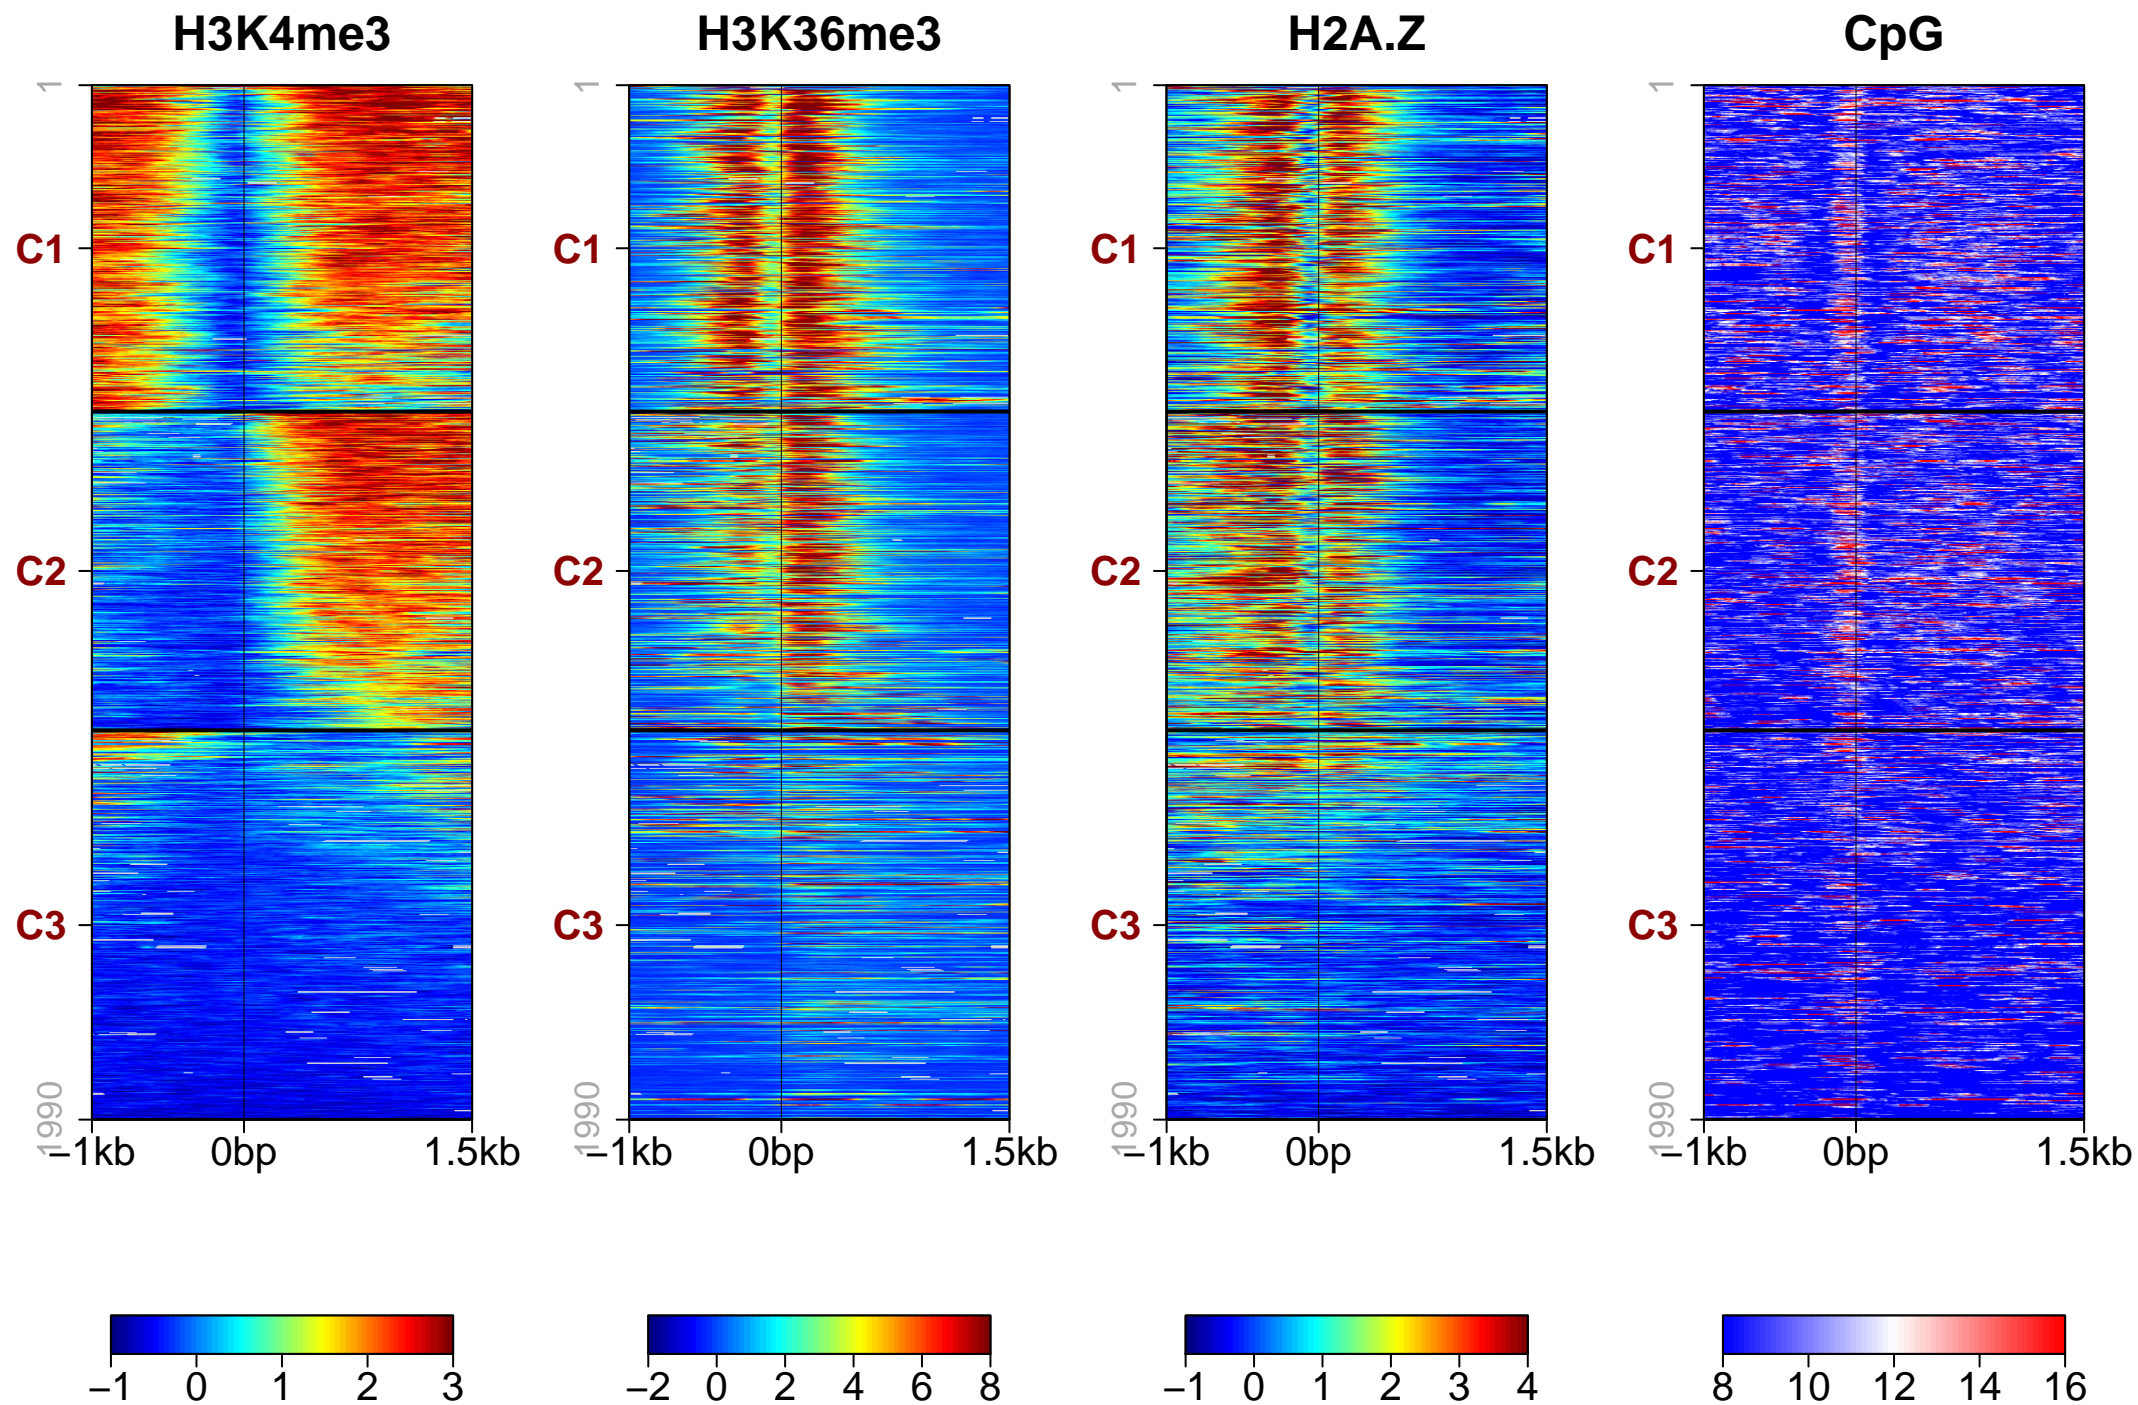 H3K4me3 H3K36me3 H2A.Z CpG
1 1 1 1
C1 C1 C1 C1
C2 C2 C2 C2
C3 C3 C3 C3
1990 1990 1990 1990
−1kb 0bp 1.5kb −1kb 0bp 1.5kb −1kb 0bp 1.5kb −1kb 0bp 1.5kb
−1 0 1 2 3 −2 0 2 4 6 8 −1 0 1 2 3 4 8 10 12 14 16